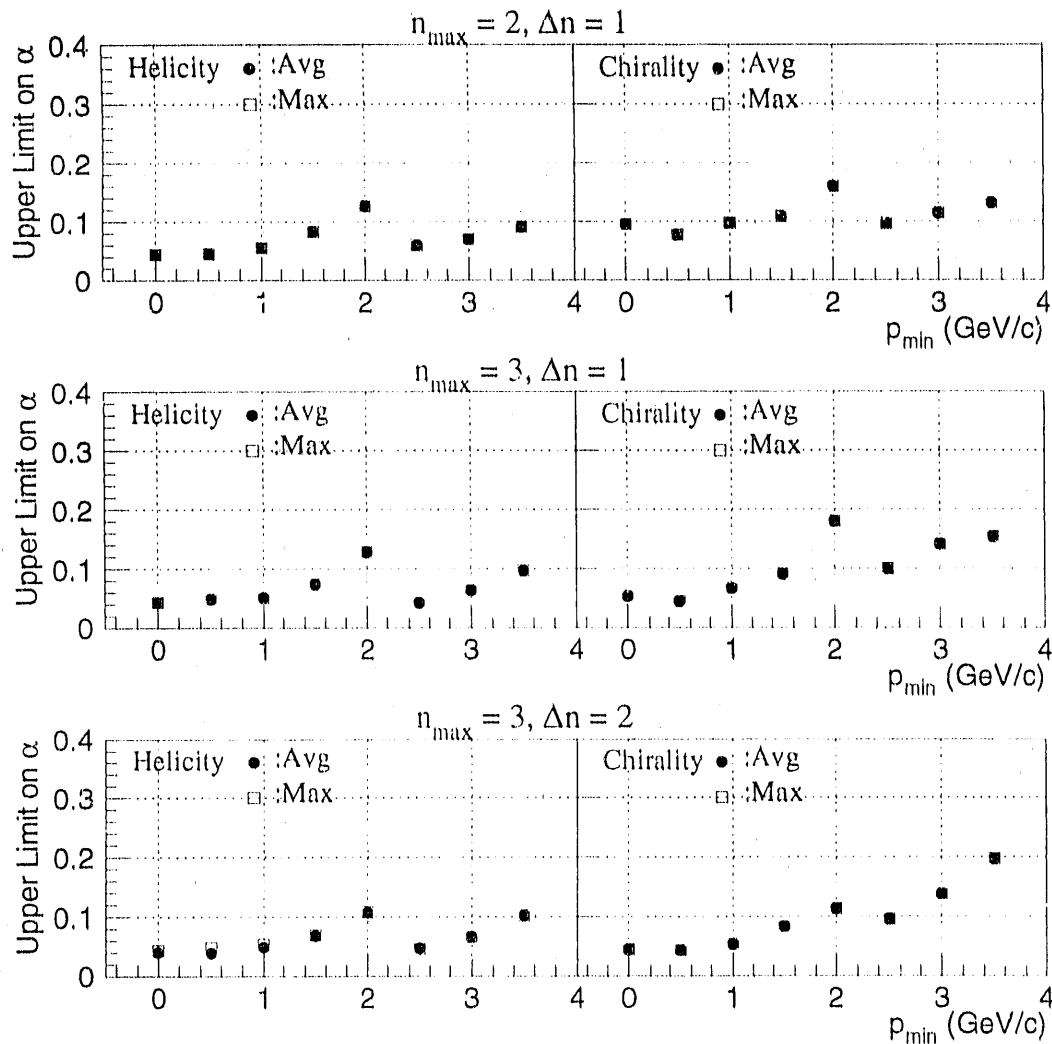 n_max = 2, Δn = 1
Upper Limit on α
0.4
0.3
0.2
0.1
0
Helicity ● :Avg
□ :Max
Chirality ● :Avg
□ :Max
0 1 2 3 4 0 1 2 3 4
p_min (GeV/c)
n_max = 3, Δn = 1
Upper Limit on α
0.4
0.3
0.2
0.1
0
Helicity ● :Avg
□ :Max
Chirality ● :Avg
□ :Max
0 1 2 3 4 0 1 2 3 4
p_min (GeV/c)
n_max = 3, Δn = 2
Upper Limit on α
0.4
0.3
0.2
0.1
0
Helicity ● :Avg
□ :Max
Chirality ● :Avg
□ :Max
0 1 2 3 4 0 1 2 3 4
p_min (GeV/c)